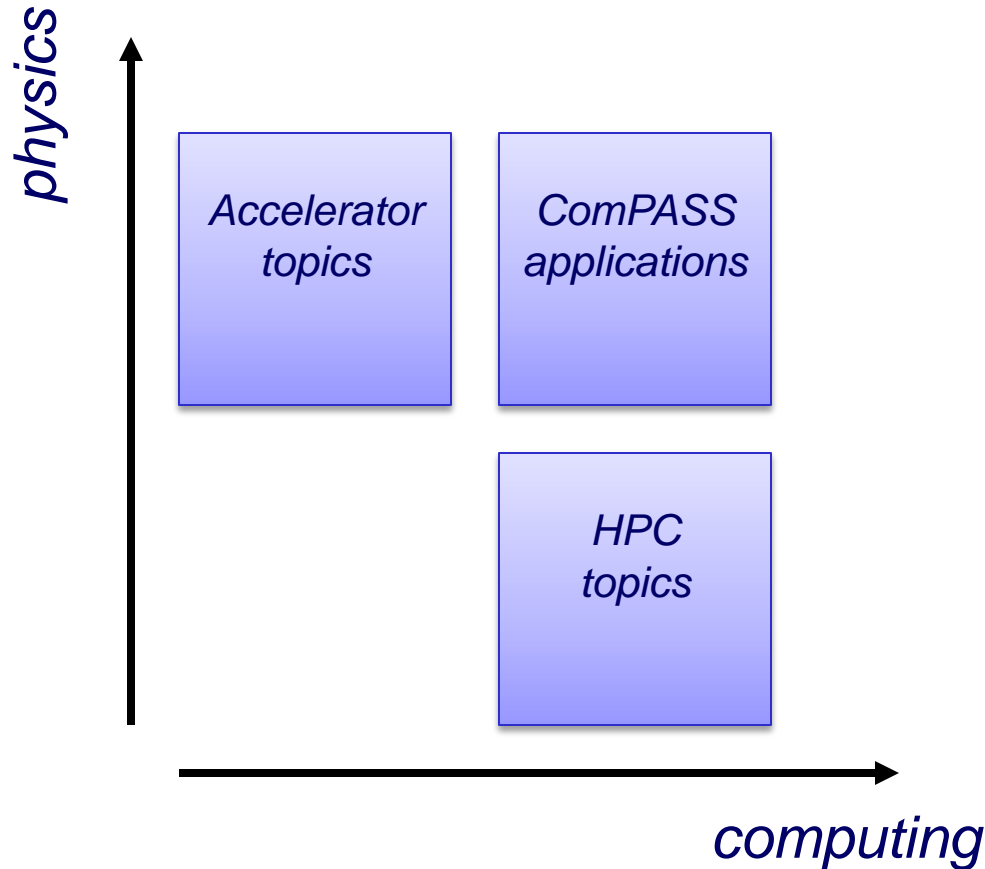 physics
Accelerator
topics
ComPASS
applications
HPC
topics
computing